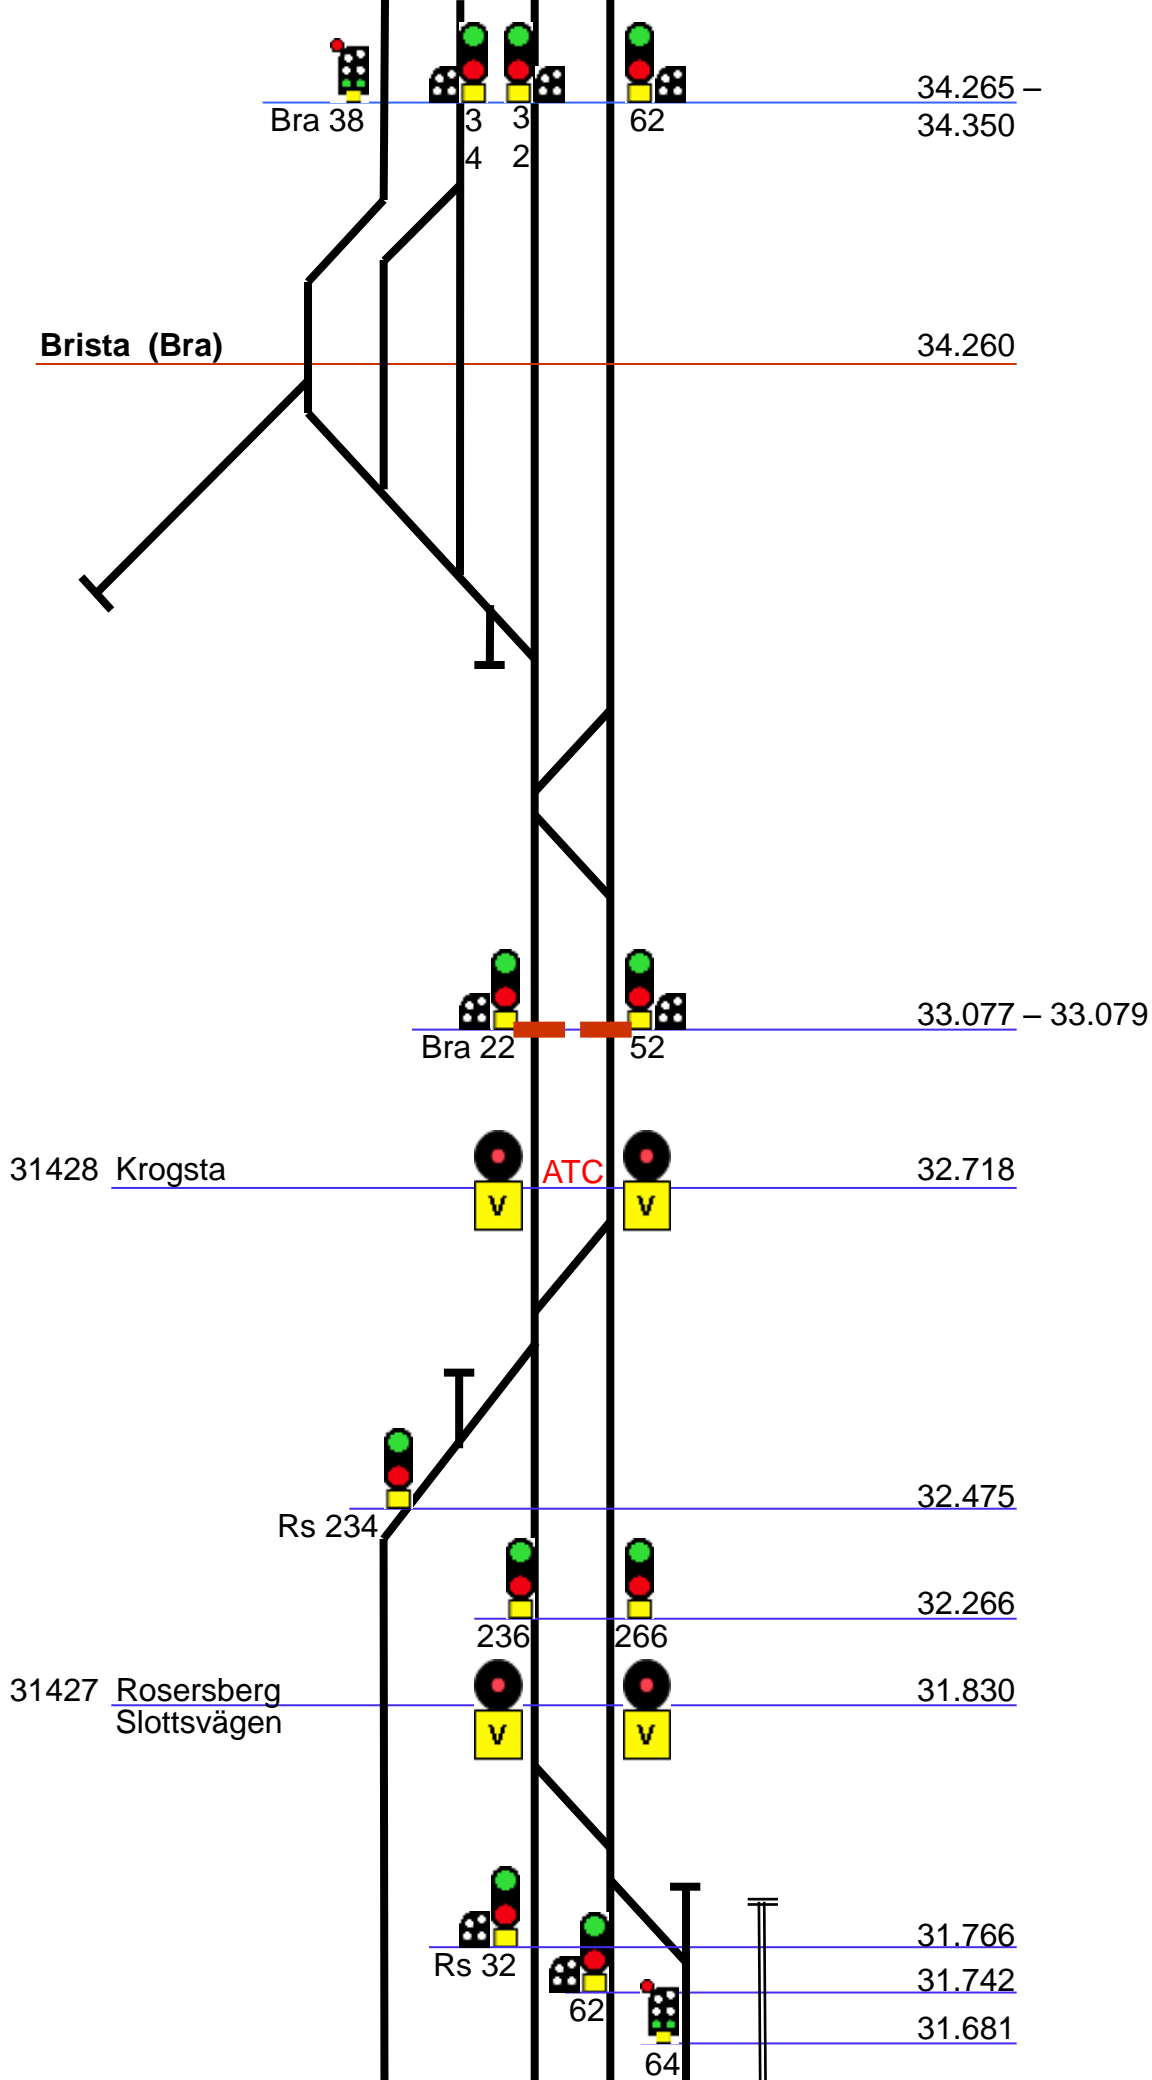 34.265 –
Bra 38
3
4
3
2
62
34.350
Brista (Bra)
34.260
33.077 – 33.079
Bra 22
52
31428 Krogsta
ATC
32.718
V
V
32.475
Rs 234
32.266
236
266
31427 Rosersberg
Slottsvägen
31.830
V
V
31.766
Rs 32
31.742
62
31.681
64